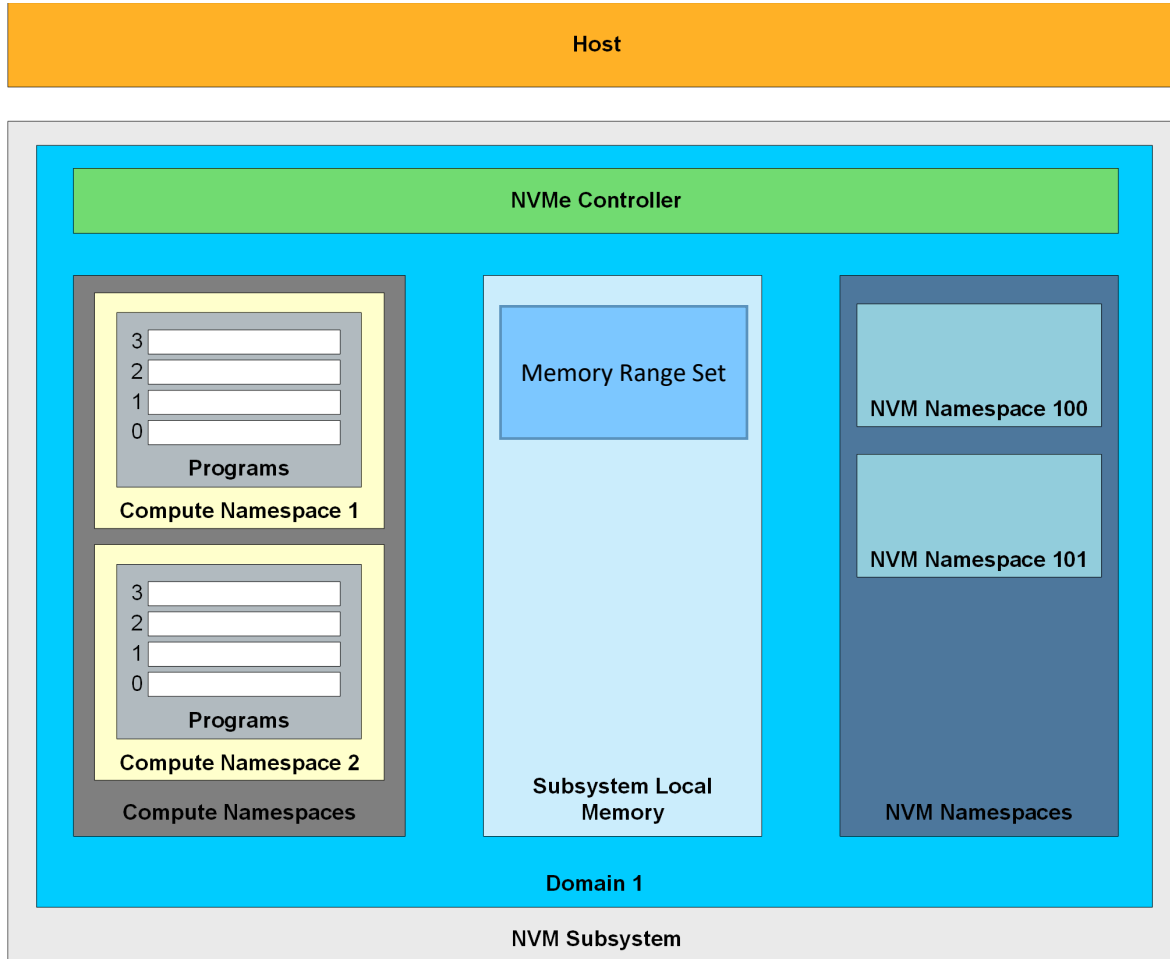 Host
NVMe Controller
3
2
1
0
Programs
Compute Namespace 1
3
2
1
0
Programs
Compute Namespace 2
Compute Namespaces
Memory Range Set
Subsystem Local
Memory
NVM Namespace 100
NVM Namespace 101
NVM Namespaces
Domain 1
NVM Subsystem